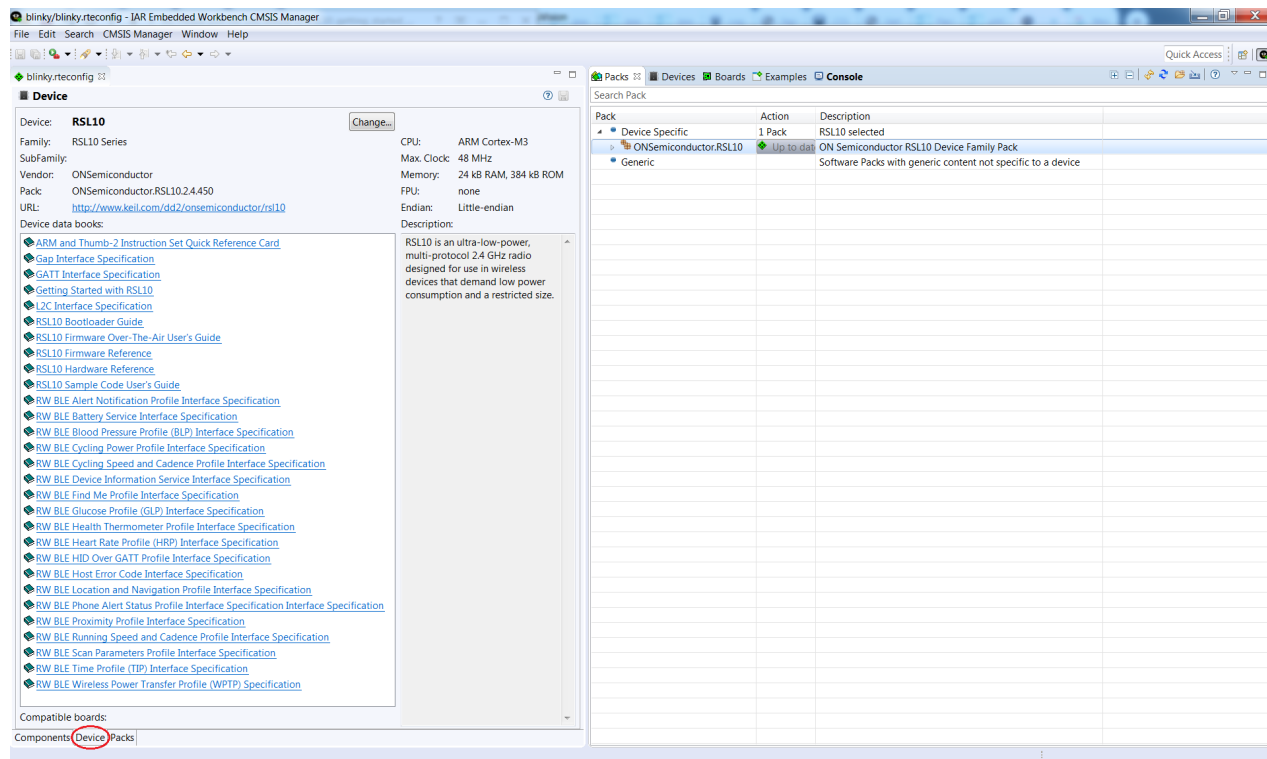 blinky/blinky.rteconfig - IAR Embedded Workbench CMSIS Manager
File Edit Search CMSIS Manager Window Help
Quick Access
blinky.rteconfig
Device
Device: RSL10 Change...
Family: RSL10 Series
SubFamily:
Vendor: ONSemiconductor
Pack: ONSemiconductor.RSL10.2.4.450
URL: http://www.keil.com/dd2/onsemiconductor/rsl10
CPU: ARM Cortex-M3
Max. Clock: 48 MHz
Memory: 24 kB RAM, 384 kB ROM
FPU: none
Endian: Little-endian
Device data books:
ARM and Thumb-2 Instruction Set Quick Reference Card
Gap Interface Specification
GATT Interface Specification
Getting Started with RSL10
L2C Interface Specification
RSL10 Bootloader Guide
RSL10 Firmware Over-The-Air User's Guide
RSL10 Firmware Reference
RSL10 Hardware Reference
RSL10 Sample Code User's Guide
RW BLE Alert Notification Profile Interface Specification
RW BLE Battery Service Interface Specification
RW BLE Blood Pressure Profile (BLP) Interface Specification
RW BLE Cycling Power Profile Interface Specification
RW BLE Cycling Speed and Cadence Profile Interface Specification
RW BLE Device Information Service Interface Specification
RW BLE Find Me Profile Interface Specification
RW BLE Glucose Profile (GLP) Interface Specification
RW BLE Health Thermometer Profile Interface Specification
RW BLE Heart Rate Profile (HRP) Interface Specification
RW BLE HID Over GATT Profile Interface Specification
RW BLE Host Error Code Interface Specification
RW BLE Location and Navigation Profile Interface Specification
RW BLE Phone Alert Status Profile Interface Specification Interface Specification
RW BLE Proximity Profile Interface Specification
RW BLE Running Speed and Cadence Profile Interface Specification
RW BLE Scan Parameters Profile Interface Specification
RW BLE Time Profile (TIP) Interface Specification
RW BLE Wireless Power Transfer Profile (WPTP) Specification
Description:
RSL10 is an ultra-low-power,
multi-protocol 2.4 GHz radio
designed for use in wireless
devices that demand low power
consumption and a restricted size.
Compatible boards:
Components Device Packs
Packs Devices Boards Examples Console
Search Pack
Pack Action Description
Device Specific 1 Pack RSL10 selected
ONSemiconductor.RSL10 Up to dat ON Semiconductor RSL10 Device Family Pack
Generic Software Packs with generic content not specific to a device